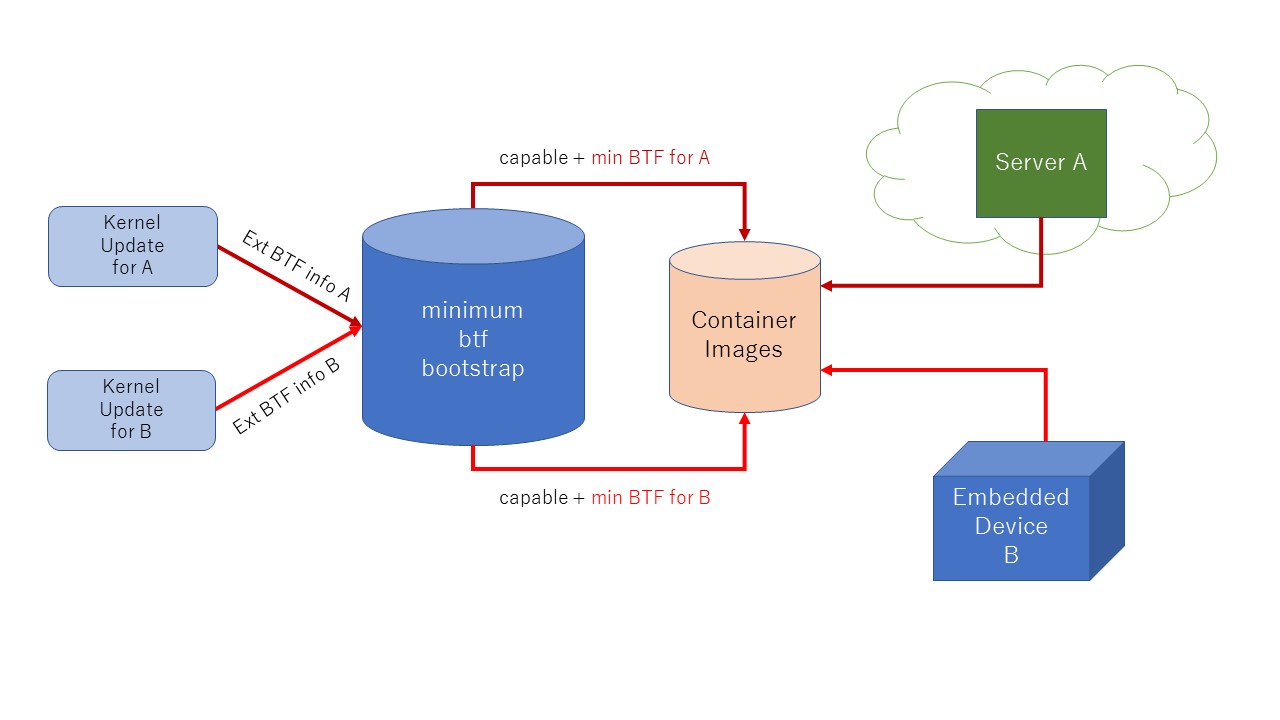 capable + min BTF for A
Server A
Kernel
Update
for A
Ext BTF info A
minimum
btf
bootstrap
Container
Images
Kernel
Update
for B
Ext BTF info B
capable + min BTF for B
Embedded
Device
B